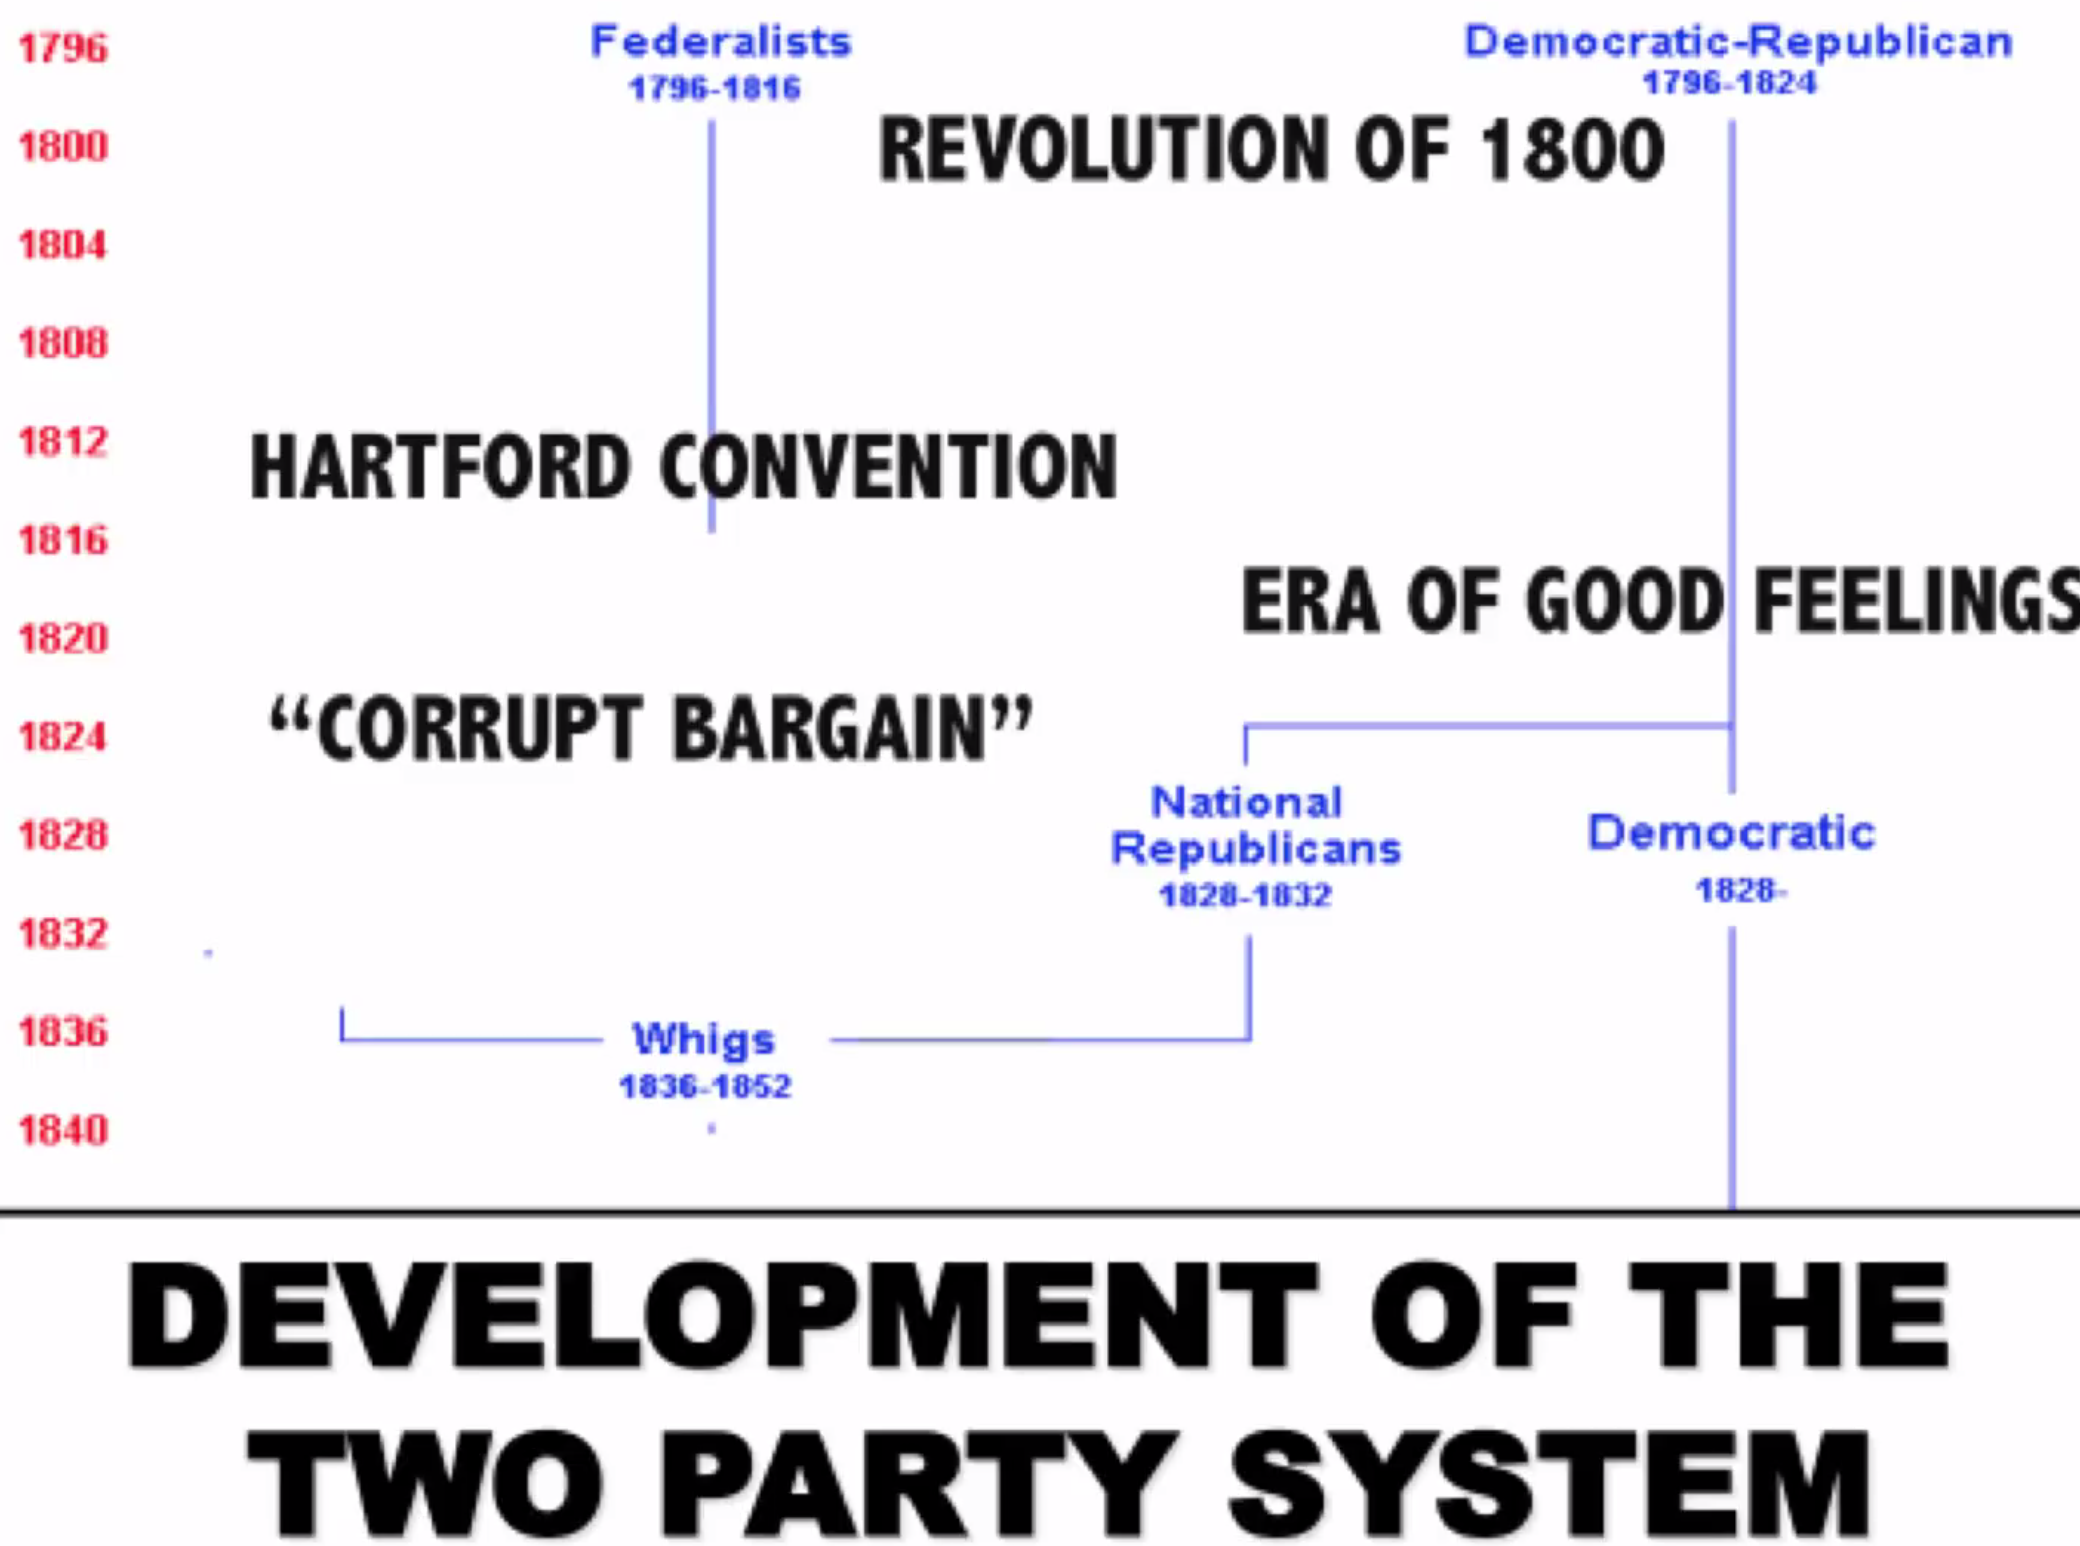 1796
Federalists
1796-1816
Democratic-Republican
1796-1824
1800
REVOLUTION OF 1800
1804
1808
1812
HARTFORD CONVENTION
1816
ERA OF GOOD FEELINGS
1820
1824
“CORRUPT BARGAIN”
National
Republicans
1828-1832
1828
Democratic
1828-
1832
1836
Whigs
1836-1852
1840
DEVELOPMENT OF THE
TWO PARTY SYSTEM